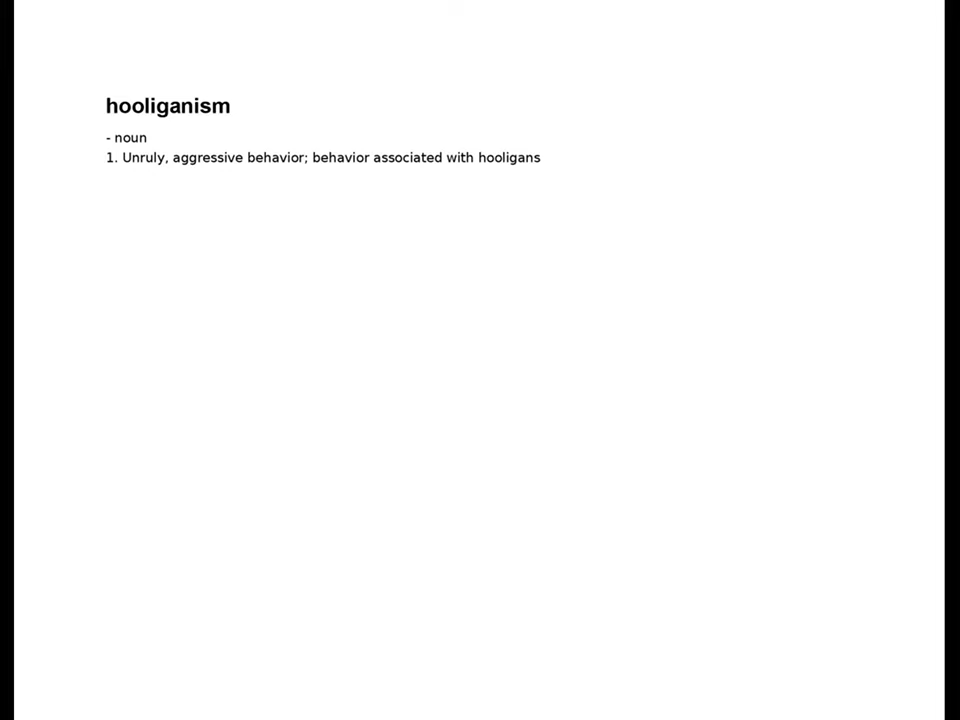 hooliganism
- noun
1. Unruly, aggressive behavior; behavior associated with hooligans